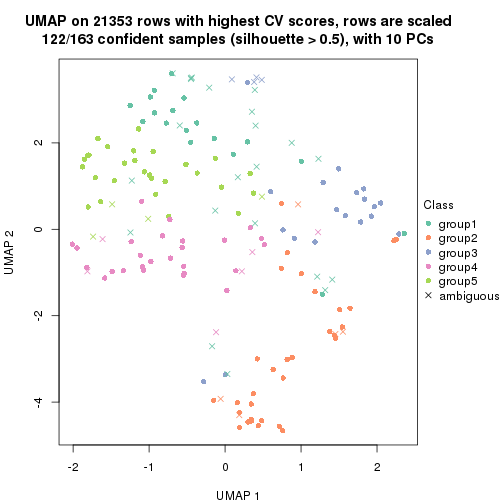 UMAP on 21353 rows with highest CV scores, rows are scaled
122/163 confident samples (silhouette > 0.5), with 10 PCs
2
0
-2
-4
UMAP 2
-2
-1
0
1
2
UMAP 1
Class
group1
group2
group3
group4
group5
ambiguous